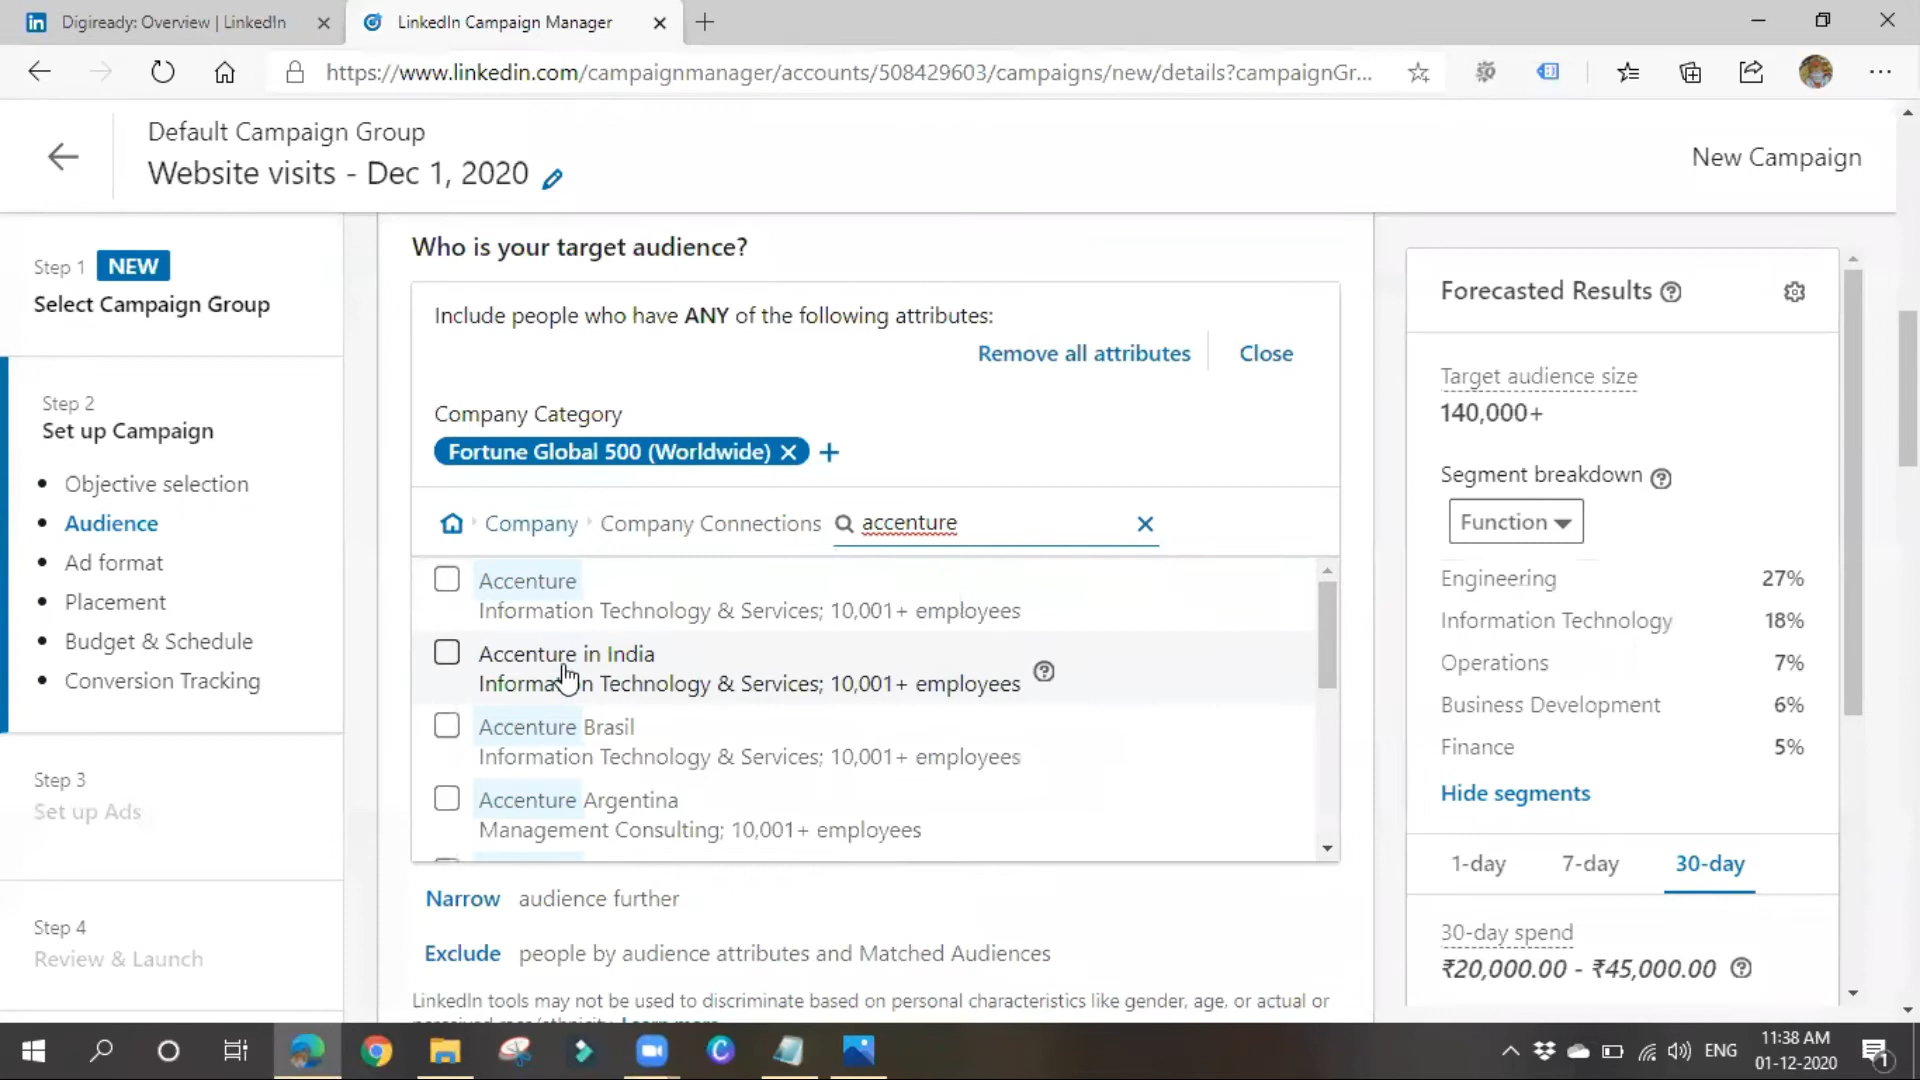 Digiready: Overview | LinkedIn
LinkedIn Campaign Manager
https://www.linkedin.com/campaignmanager/accounts/508429603/campaigns/new/details?campaignGr...
Default Campaign Group
Website visits - Dec 1, 2020
New Campaign
Step 1 NEW
Select Campaign Group
Step 2
Set up Campaign
Objective selection
Audience
Ad format
Placement
Budget & Schedule
Conversion Tracking
Step 3
Set up Ads
Step 4
Review & Launch
Who is your target audience?
Include people who have ANY of the following attributes:
Remove all attributes
Close
Company Category
Fortune Global 500 (Worldwide)
Company
Company Connections
accenture
Accenture
Information Technology & Services; 10,001+ employees
Accenture in India
Information Technology & Services; 10,001+ employees
Accenture Brasil
Information Technology & Services; 10,001+ employees
Accenture Argentina
Management Consulting; 10,001+ employees
Narrow audience further
Exclude people by audience attributes and Matched Audiences
LinkedIn tools may not be used to discriminate based on personal characteristics like gender, age, or actual or
Forecasted Results
Target audience size
140,000+
Segment breakdown
Function
Engineering 27%
Information Technology 18%
Operations 7%
Business Development 6%
Finance 5%
Hide segments
1-day 7-day 30-day
30-day spend
₹20,000.00 - ₹45,000.00
ENG
11:38 AM
01-12-2020
1